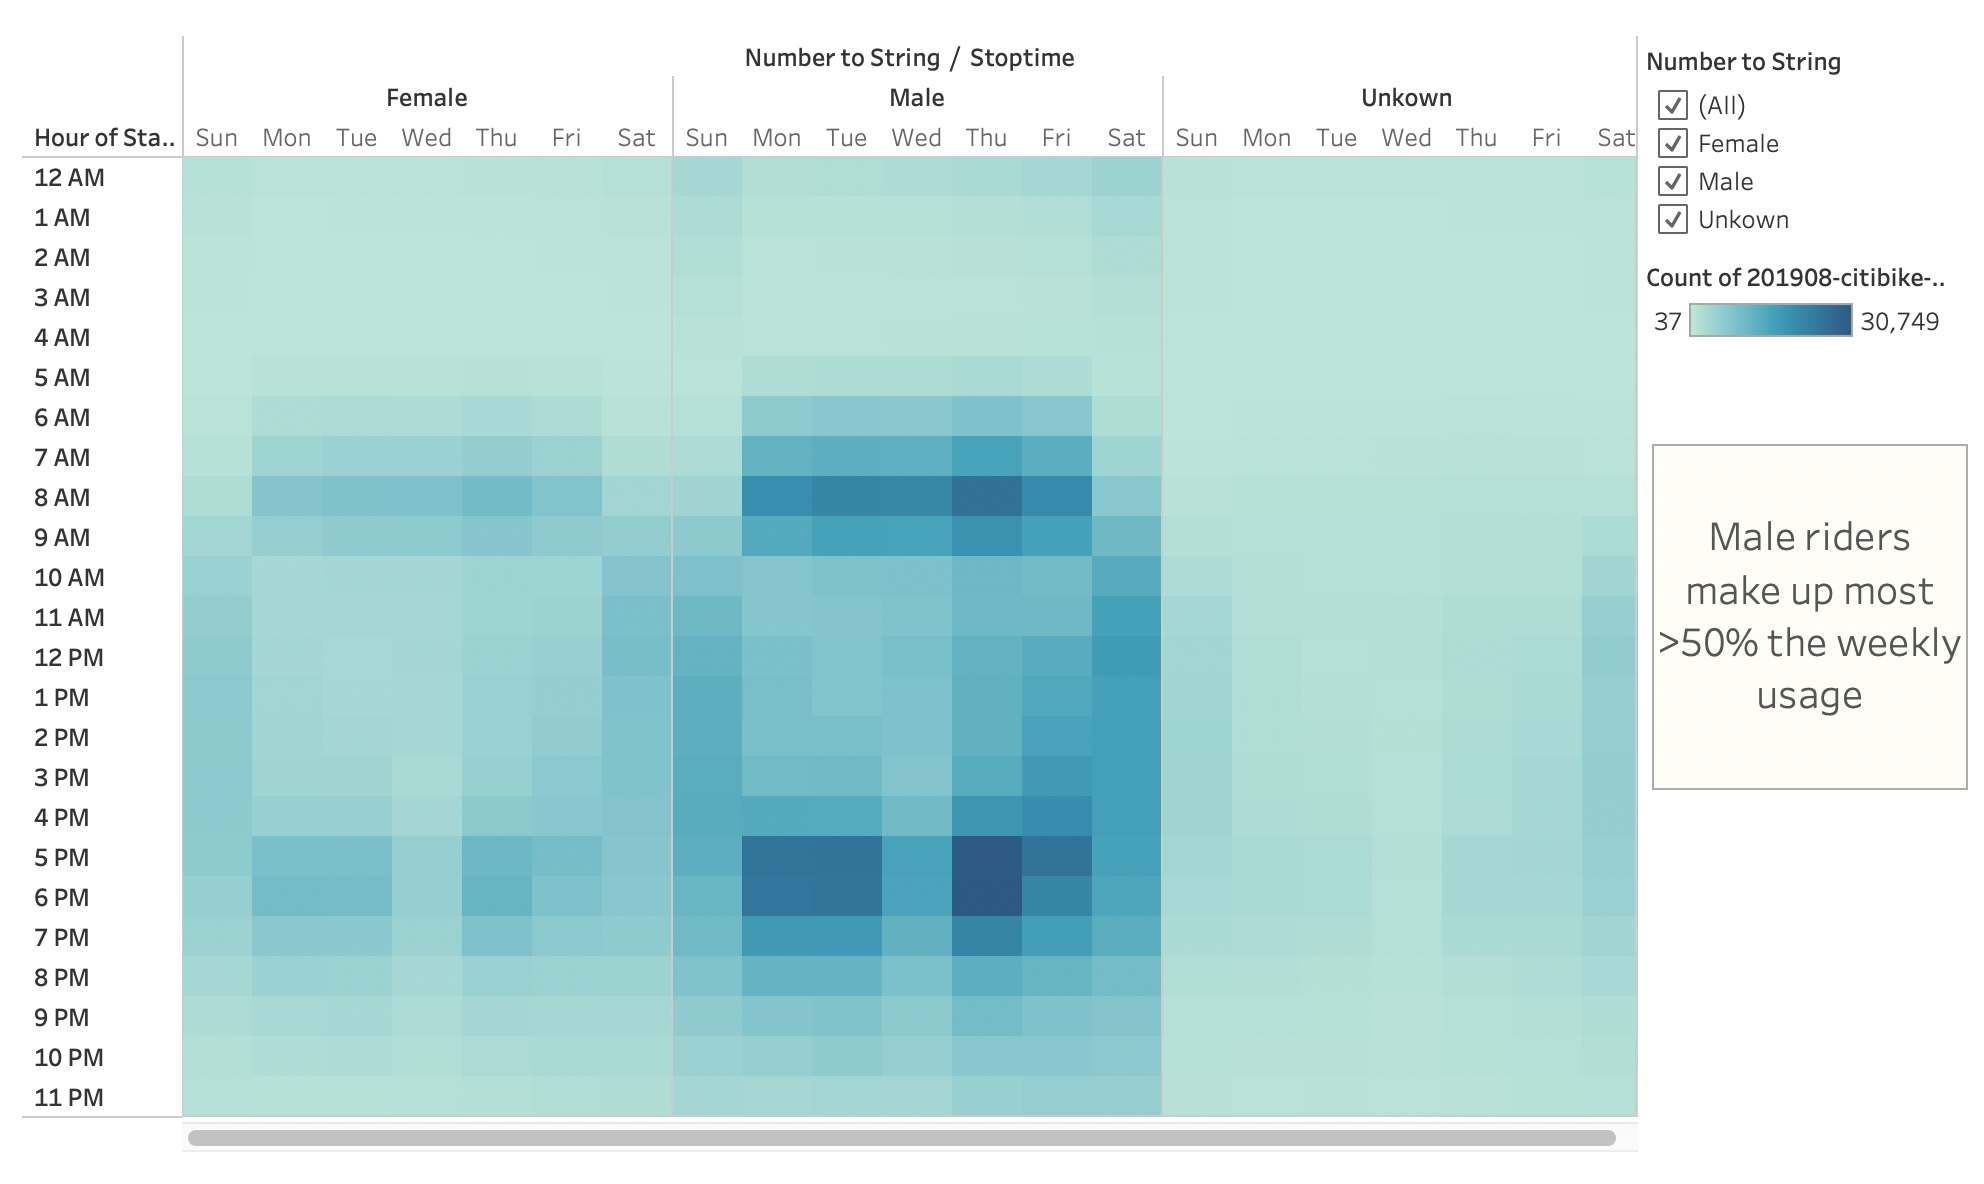 Number to String / Stoptime
Female Male Unkown
Hour of Sta.. Sun Mon Tue Wed Thu Fri Sat Sun Mon Tue Wed Thu Fri Sat Sun Mon Tue Wed Thu Fri Sat
12 AM
1 AM
2 AM
3 AM
4 AM
5 AM
6 AM
7 AM
8 AM
9 AM
10 AM
11 AM
12 PM
1 PM
2 PM
3 PM
4 PM
5 PM
6 PM
7 PM
8 PM
9 PM
10 PM
11 PM
Number to String
(All)
Female
Male
Unkown
Count of 201908-citibike-..
37 30,749
Male riders
make up most
>50% the weekly
usage